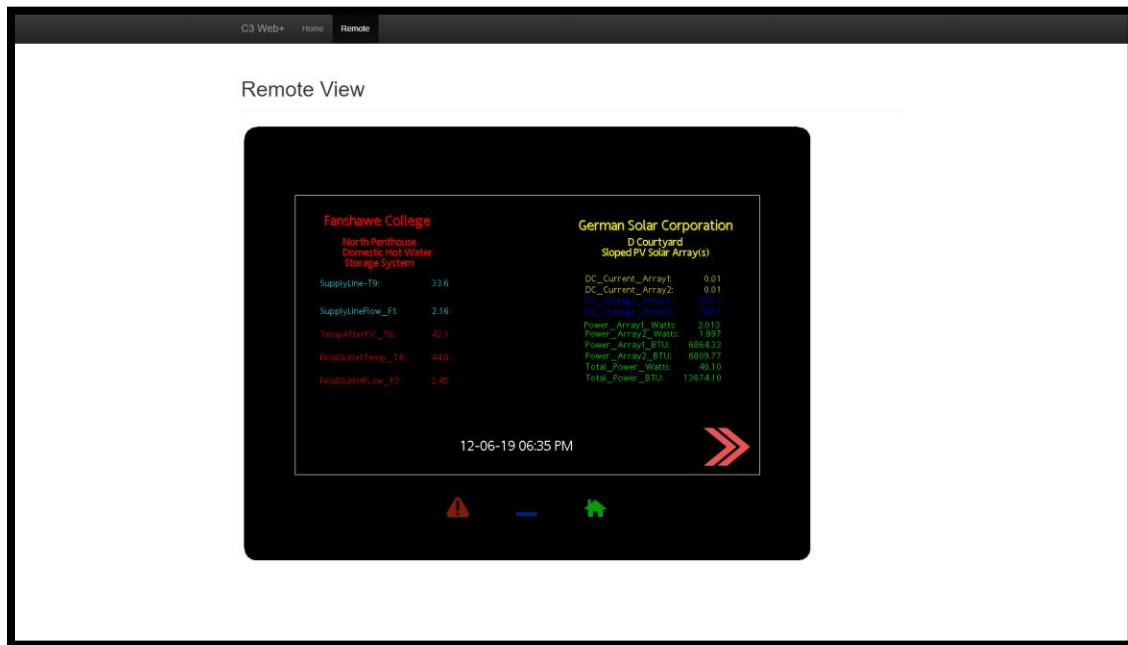 C3 Web+ Home Remote
Remote View
Fanshawe College
North Penthouse
Domestic Hot Water
Storage System
SupplyLine-T9: 33.6
SupplyLineFlow_F1: 2.16
TempAfterPV_T6: 42.1
FinalOutletTemp_T4: 44.8
FinalOutletFLow_F2: 2.45
German Solar Corporation
D Courtyard
Sloped PV Solar Array(s)
DC_Current_Array1: 0.01
DC_Current_Array2: 0.01
DC_Voltage_Array1:
DC_Voltage_Array2:
Power_Array1_Watts: 2.013
Power_Array2_Watts: 1.997
Power_Array1_BTU: 6864.33
Power_Array2_BTU: 6809.77
Total_Power_Watts: 40.10
Total_Power_BTU: 13674.10
12-06-19 06:35 PM